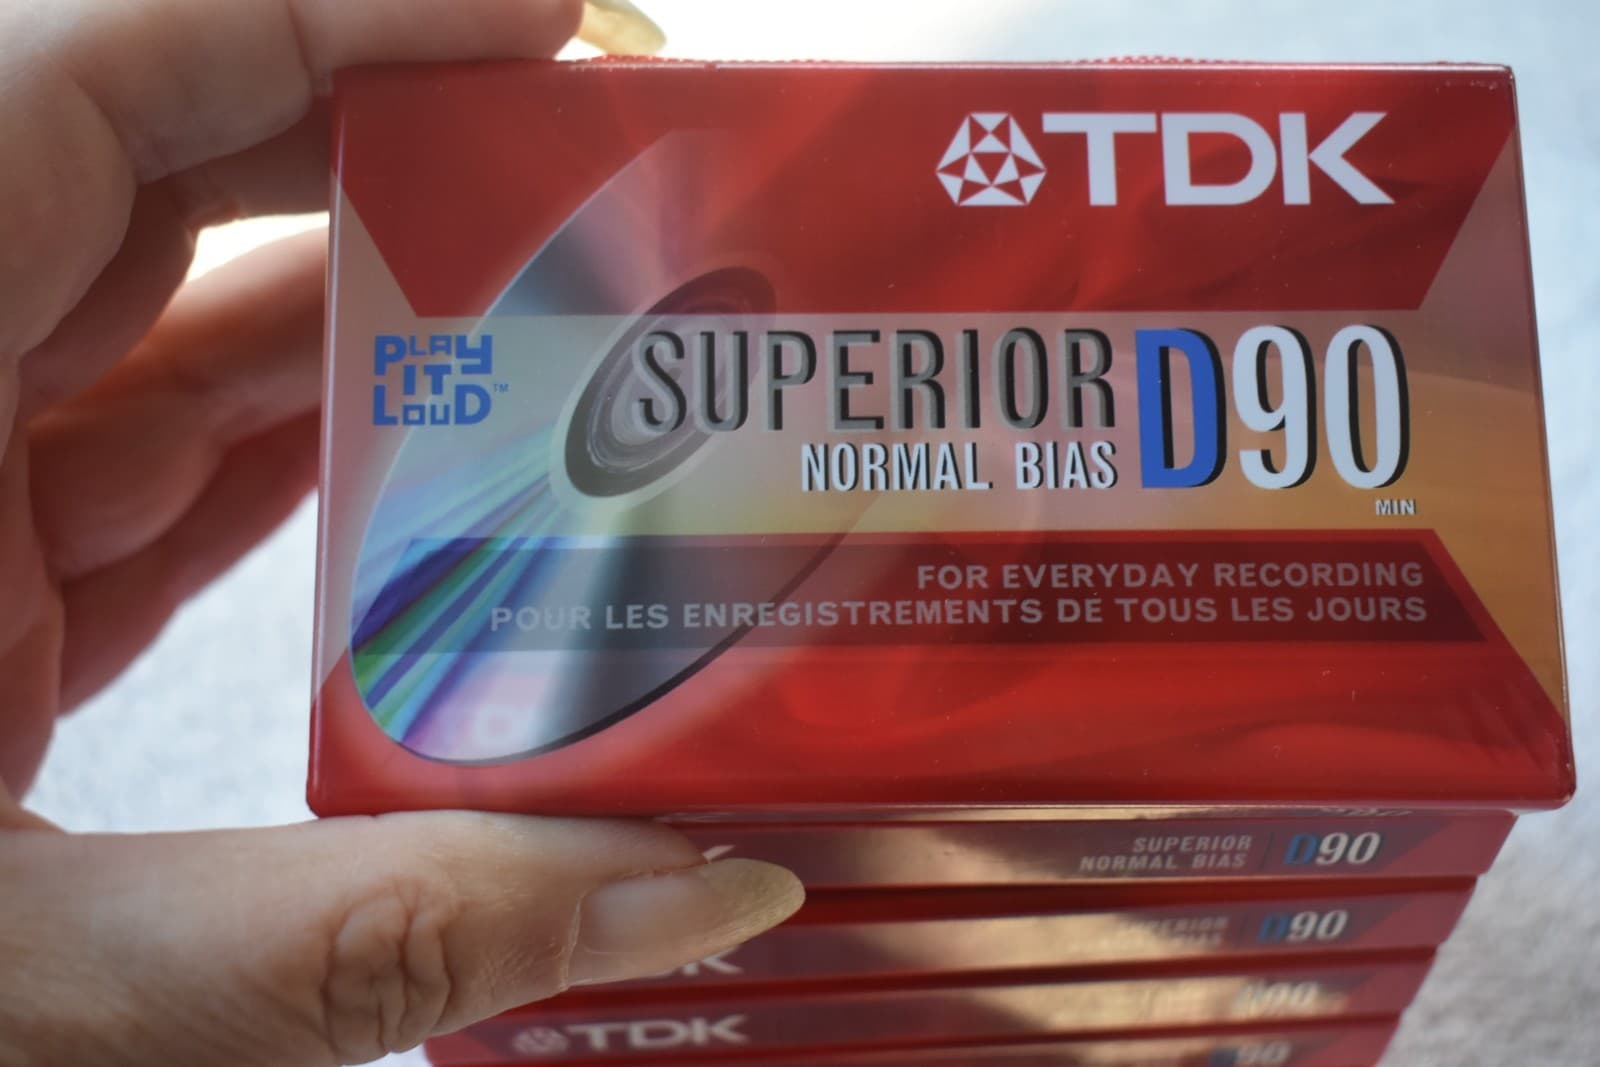 TDK
PLAY
IT
LOUD™
SUPERIOR D90
NORMAL BIAS
MIN
FOR EVERYDAY RECORDING
POUR LES ENREGISTREMENTS DE TOUS LES JOURS
SUPERIOR
NORMAL BIAS
D90
SUPERIOR
D90
TDK